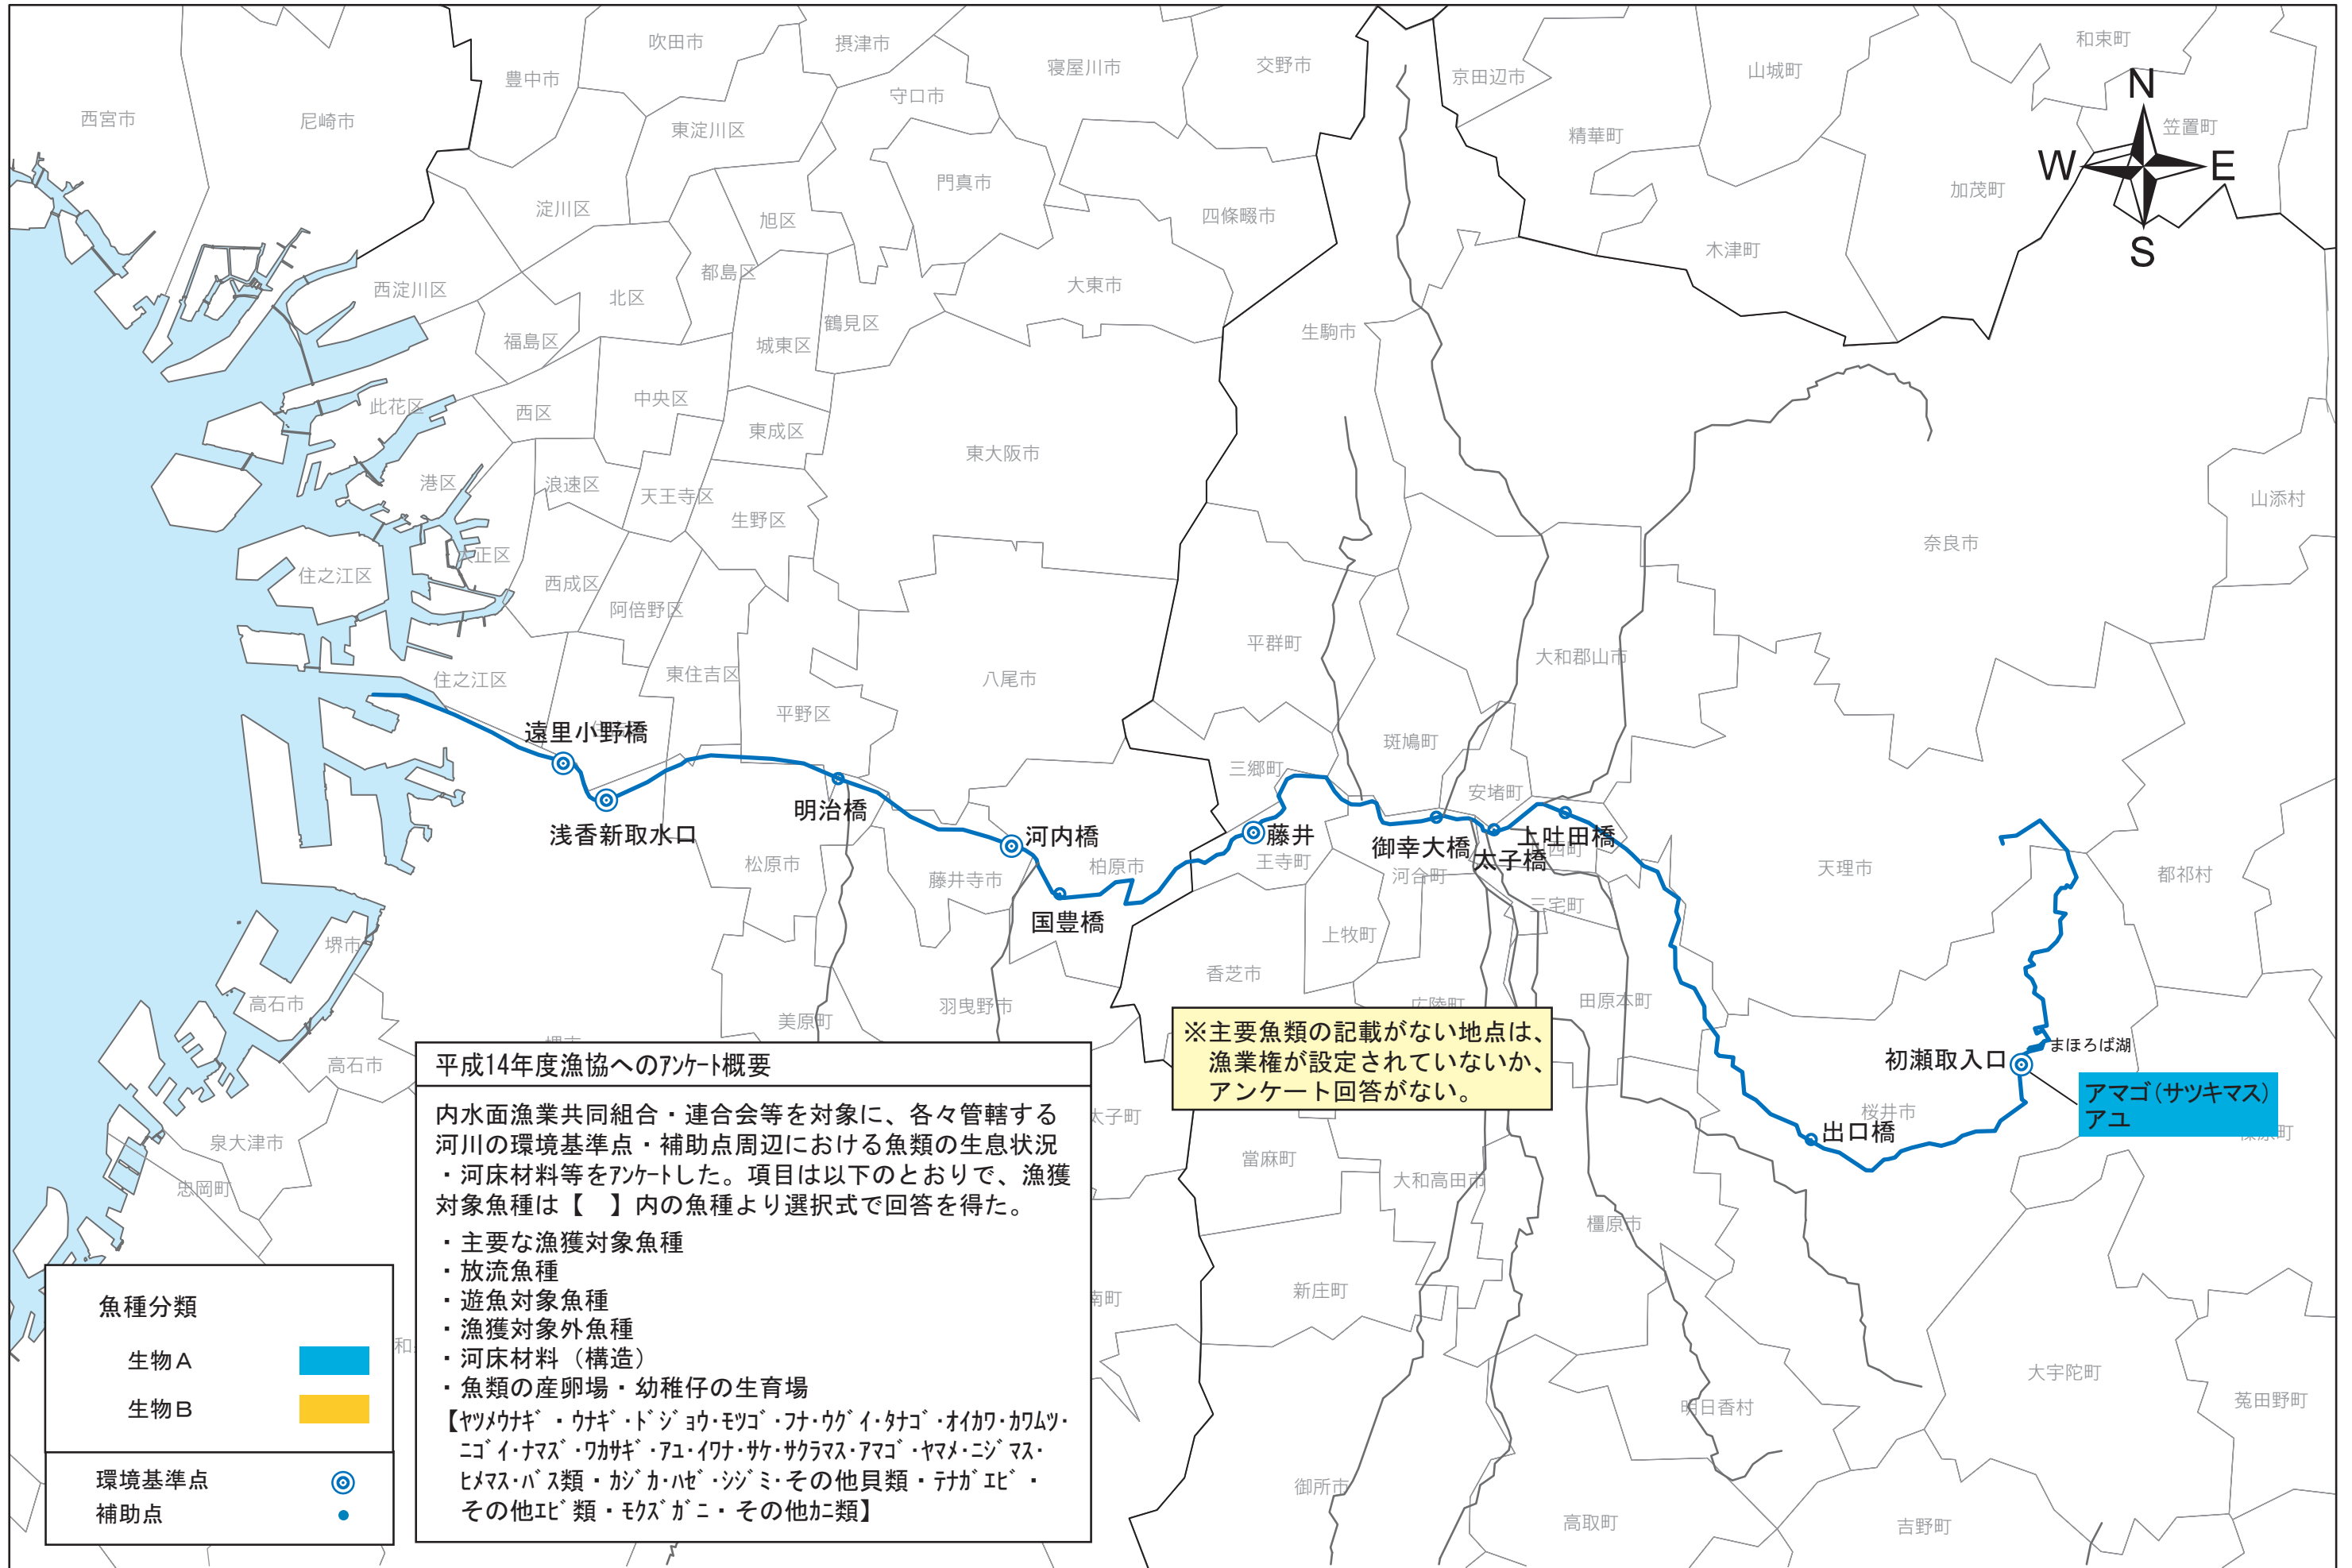 吹田市
摂津市
豊中市
寝屋川市
交野市
京田辺市
山城町
和束町
守口市
西宮市
尼崎市
東淀川区
精華町
笠置町
N
W
E
S
門真市
加茂町
淀川区
旭区
四條畷市
木津町
都島区
西淀川区
北区
大東市
鶴見区
生駒市
福島区
城東区
此花区
西区
中央区
東成区
東大阪市
港区
浪速区
天王寺区
生野区
山添村
奈良市
大正区
住之江区
西成区
阿倍野区
平群町
大和郡山市
東住吉区
住之江区
八尾市
平野区
斑鳩町
遠里小野橋
三郷町
安堵町
明治橋
浅香新取水口
河内橋
藤井
御幸大橋
太子橋
上吐田橋
西町
松原市
藤井寺市
柏原市
王寺町
河合町
天理市
都祁村
国豊橋
三宅町
堺市
上牧町
香芝市
高石市
美原町
羽曳野市
広陵町
田原本町
※主要魚類の記載がない地点は、
漁業権が設定されていないか、
アンケート回答がない。
まほろば湖
初瀬取入口
アマゴ(サツキマス)
アユ
高石市
堺市
太子町
桜井市
出口橋
榛原町
泉大津市
忠岡町
當麻町
大和高田市
橿原市
新庄町
南町
大宇陀町
菟田野町
明日香村
御所市
高取町
吉野町
平成14年度漁協へのｱﾝｹｰﾄ概要
内水面漁業共同組合・連合会等を対象に、各々管轄する
河川の環境基準点・補助点周辺における魚類の生息状況
・河床材料等をｱﾝｹｰﾄした。項目は以下のとおりで、漁獲
対象魚種は【　】内の魚種より選択式で回答を得た。
・主要な漁獲対象魚種
・放流魚種
・遊魚対象魚種
・漁獲対象外魚種
・河床材料（構造）
・魚類の産卵場・幼稚仔の生育場
【ﾔﾂﾒｳﾅｷﾞ・ｳﾅｷﾞ・ﾄﾞｼﾞｮｳ・ﾓﾂｺﾞ・ﾌﾅ・ｳｸﾞｲ・ﾀﾅｺﾞ・ｵｲｶﾜ・ｶﾜﾑﾂ・
ﾆｺﾞｲ・ﾅﾏｽﾞ・ﾜｶｻｷﾞ・ｱﾕ・ｲﾜﾅ・ｻｹ・ｻｸﾗﾏｽ・ｱﾏｺﾞ・ﾔﾏﾒ・ﾆｼﾞﾏｽ・
ﾋﾒﾏｽ・ﾊﾞｽ類・ｶｼﾞｶ・ﾊｾﾞ・ｼｼﾞﾐ・その他貝類・ﾃﾅｶﾞｴﾋﾞ・
その他ｴﾋﾞ類・ﾓｸｽﾞｶﾞﾆ・その他ｶﾆ類】
和
魚種分類
生物Ａ
生物Ｂ
環境基準点
補助点